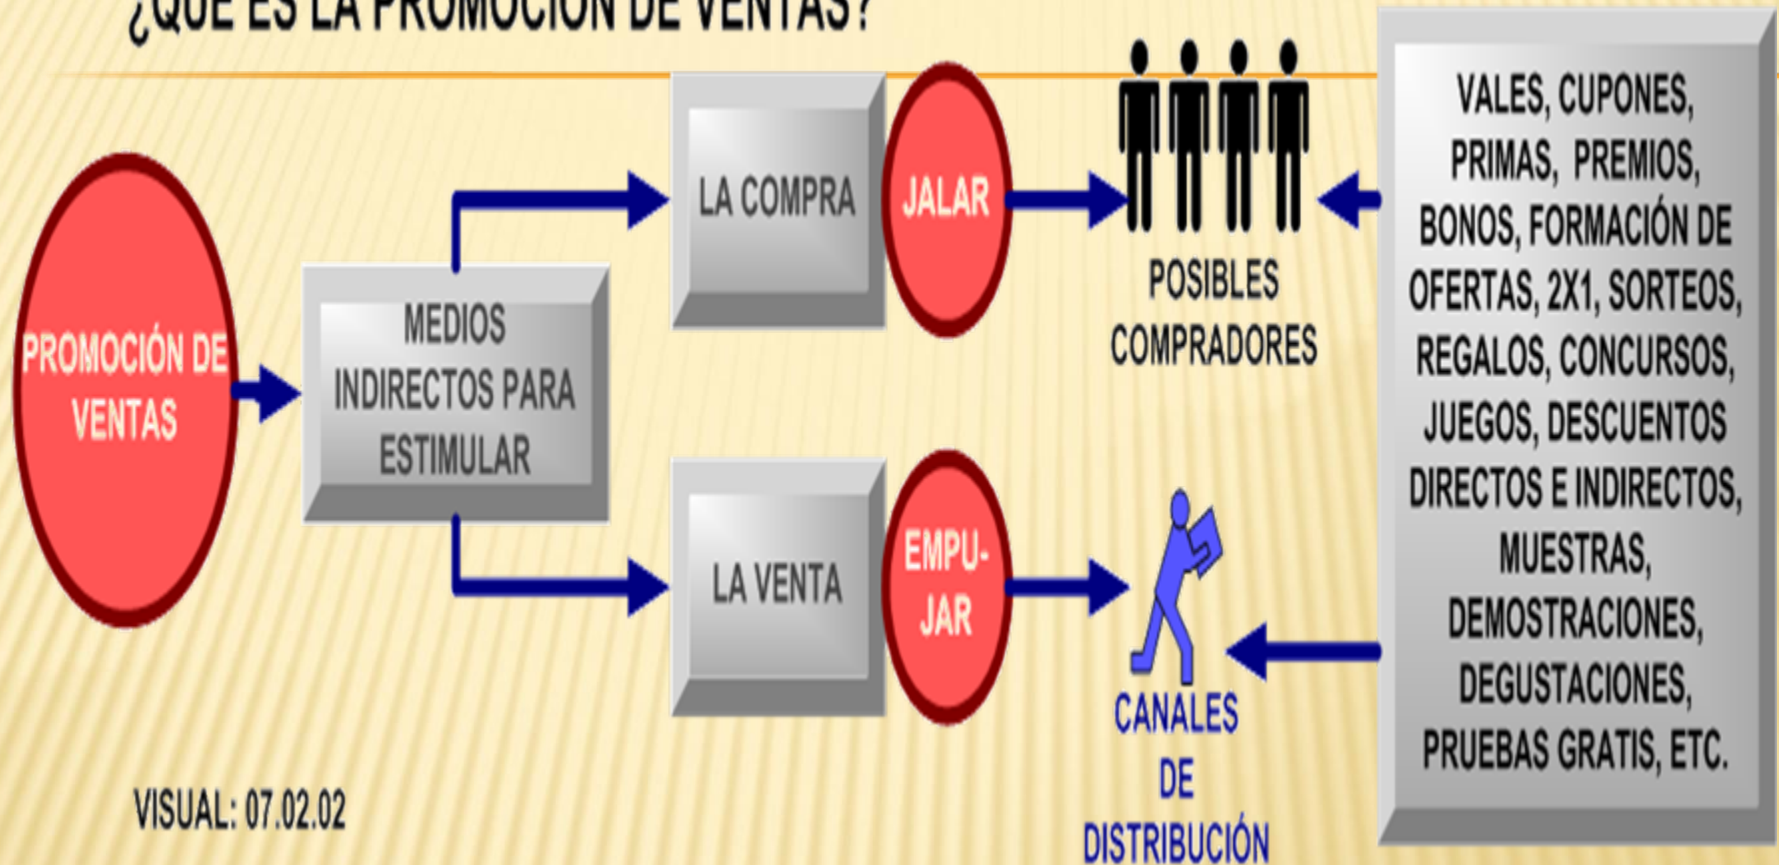 ¿QUÉ ES LA PROMOCIÓN DE VENTAS?
PROMOCIÓN DE
VENTAS
MEDIOS
INDIRECTOS PARA
ESTIMULAR
LA COMPRA
JALAR
POSIBLES
COMPRADORES
LA VENTA
EMPU-
JAR
CANALES
DE
DISTRIBUCIÓN
VALES, CUPONES,
PRIMAS, PREMIOS,
BONOS, FORMACIÓN DE
OFERTAS, 2X1, SORTEOS,
REGALOS, CONCURSOS,
JUEGOS, DESCUENTOS
DIRECTOS E INDIRECTOS,
MUESTRAS,
DEMOSTRACIONES,
DEGUSTACIONES,
PRUEBAS GRATIS, ETC.
VISUAL: 07.02.02